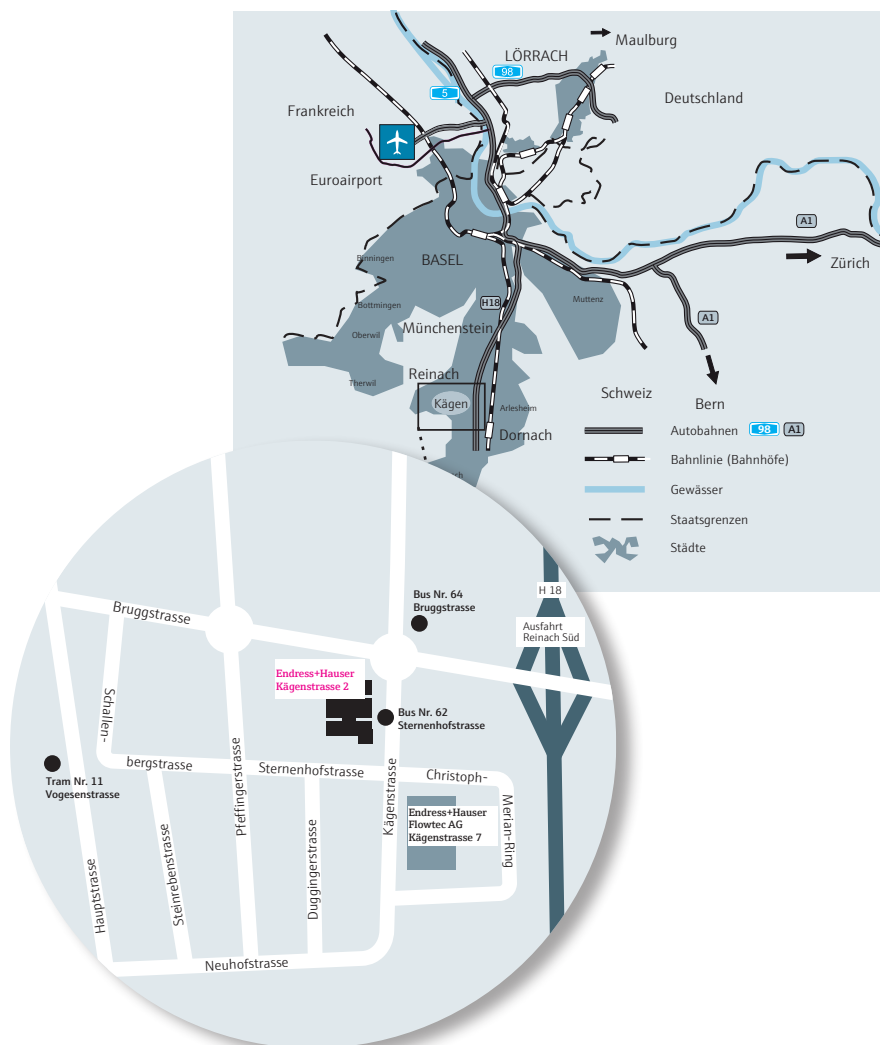 Maulburg
LÖRRACH
98
5
Deutschland
Frankreich
Euroairport
A1
Zürich
Binningen
BASEL
Muttenz
H18
Bottmingen
A1
Münchenstein
Oberwil
Reinach
Therwil
Kägen
Arlesheim
Schweiz
Bern
Dornach
Autobahnen 98 A1
Bahnlinie (Bahnhöfe)
Gewässer
Staatsgrenzen
Städte
H 18
Ausfahrt
Reinach Süd
Bus Nr. 64
Bruggstrasse
Bruggstrasse
Endress+Hauser
Kägenstrasse 2
Bus Nr. 62
Sternenhofstrasse
Schallen-
bergstrasse
Sternenhofstrasse
Christoph-
Merian-Ring
Tram Nr. 11
Vogesenstrasse
Pfeffingerstrasse
Kägenstrasse
Endress+Hauser
Flowtec AG
Kägenstrasse 7
Hauptstrasse
Steinrebenstrasse
Duggingerstrasse
Neuhofstrasse